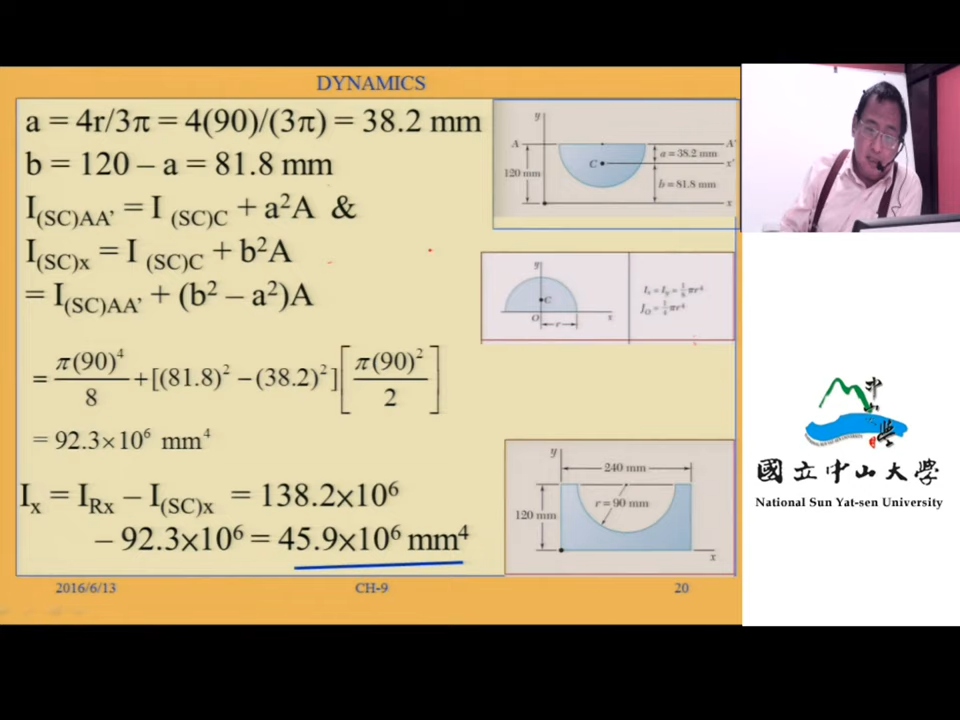 DYNAMICS
a = 4r/3π = 4(90)/(3π) = 38.2 mm
b = 120 – a = 81.8 mm
I(SC)AA' = I (SC)C + a²A &
I(SC)x = I (SC)C + b²A
= I(SC)AA' + (b² – a²)A
= π(90)⁴/8 + [(81.8)² – (38.2)²] [π(90)²/2]
= 92.3×10⁶ mm⁴
Ix = IRx – I(SC)x = 138.2×10⁶
– 92.3×10⁶ = 45.9×10⁶ mm⁴
2016/6/13
CH-9
20
y
A
A'
a = 38.2 mm
C
x'
120 mm
b = 81.8 mm
x
y
C
O
r
x
Ix = Iy = 1/8 πr⁴
JO = 1/4 πr⁴
y
240 mm
r = 90 mm
120 mm
x
中山大學
國立中山大學
National Sun Yat-sen University